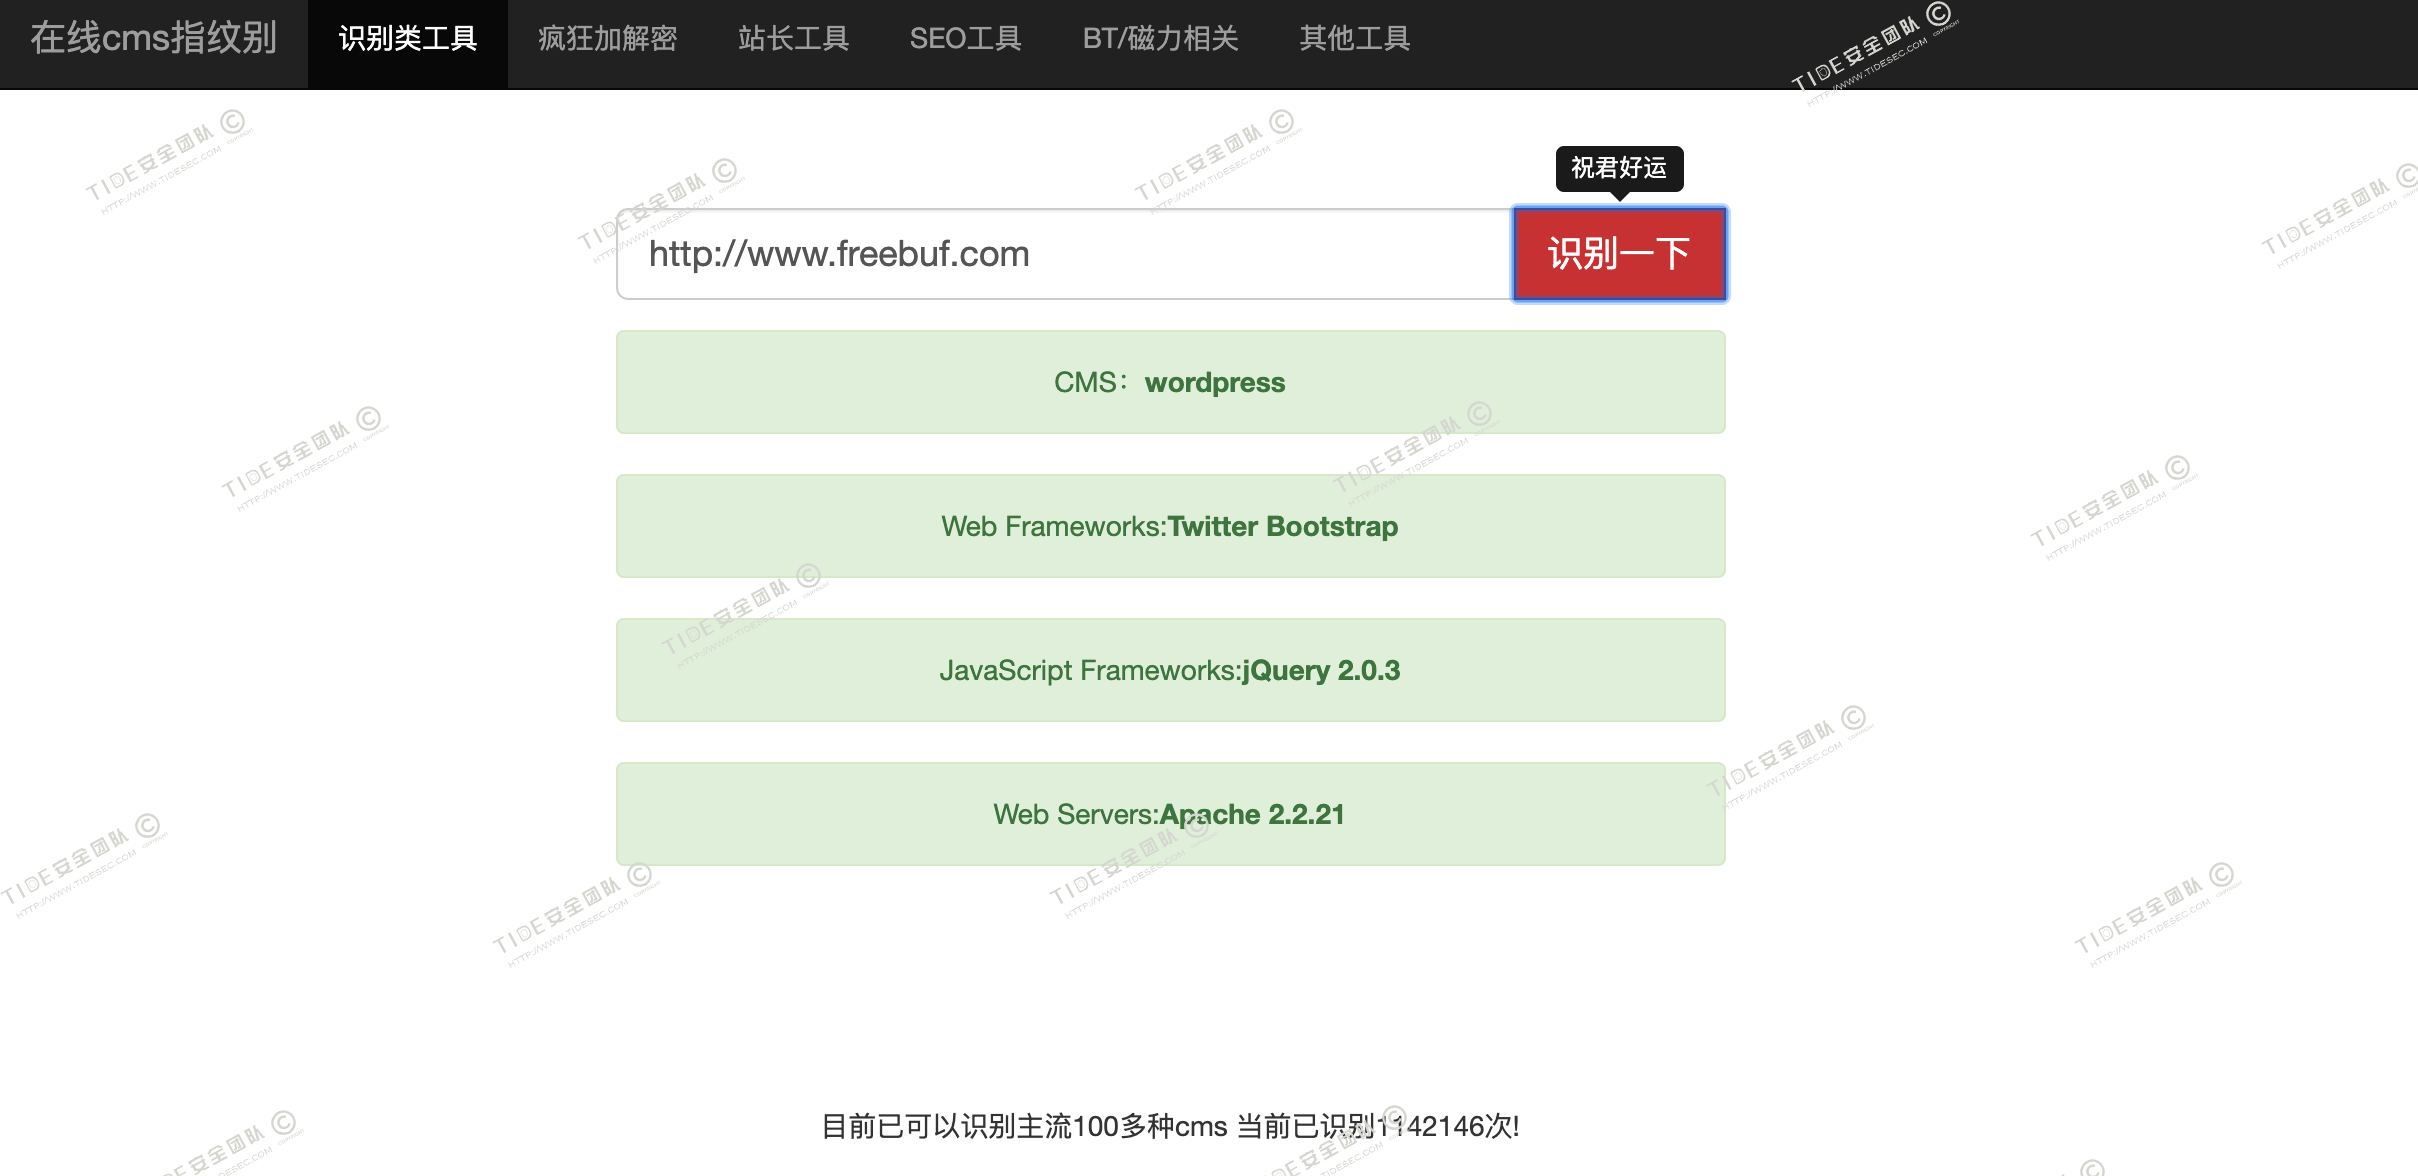 在线cms指纹别 识别类工具 疯狂加解密 站长工具 SEO工具 BT/磁力相关 其他工具
祝君好运
http://www.freebuf.com 识别一下
CMS：wordpress
Web Frameworks:Twitter Bootstrap
JavaScript Frameworks:jQuery 2.0.3
Web Servers:Apache 2.2.21
目前已可以识别主流100多种cms 当前已识别1142146次!
TIDE安全团队 ©
HTTP://WWW.TIDESEC.COM COPYRIGHT